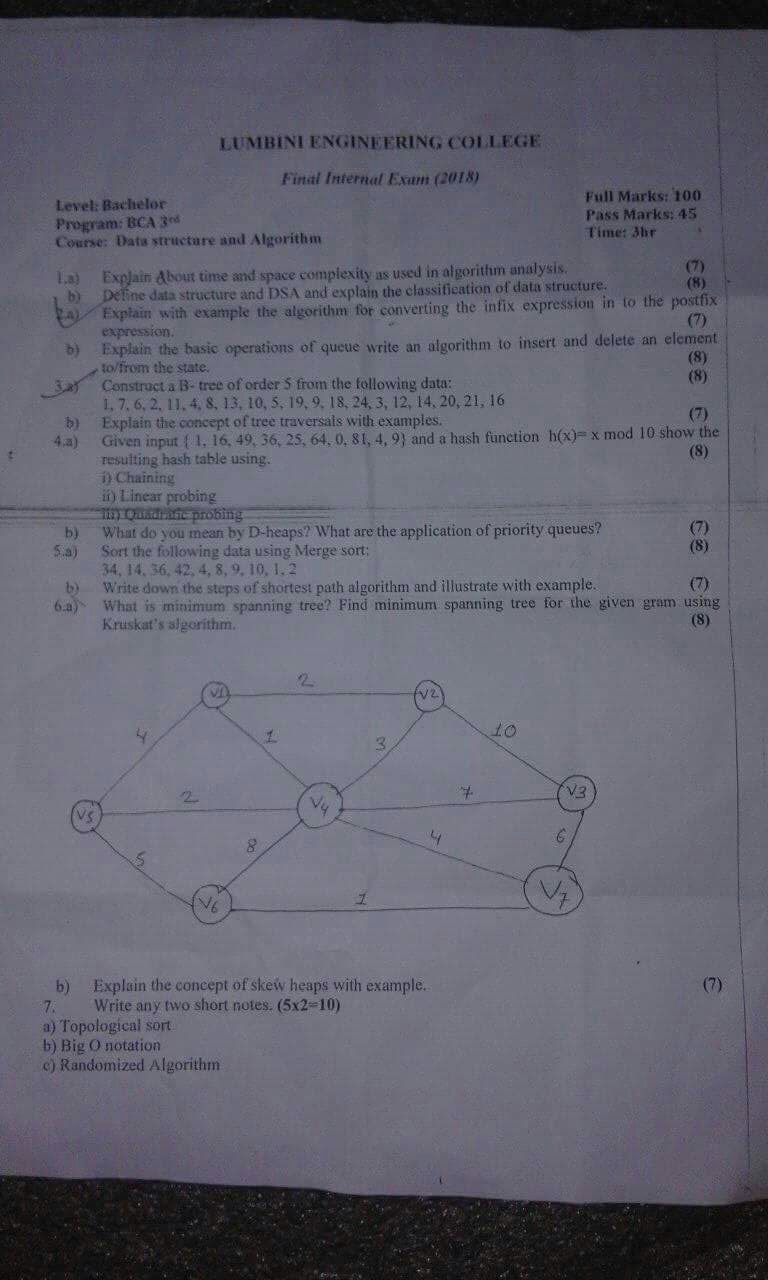 LUMBINI ENGINEERING COLLEGE
Final Internal Exam (2018)
Level: Bachelor
Full Marks: 100
Program: BCA 3rd
Pass Marks: 45
Course: Data structure and Algorithm
Time: 3hr
1.a) Explain About time and space complexity as used in algorithm analysis. (7)
b) Define data structure and DSA and explain the classification of data structure. (8)
2.a) Explain with example the algorithm for converting the infix expression in to the postfix
expression. (7)
b) Explain the basic operations of queue write an algorithm to insert and delete an element
to/from the state. (8)
3.a) Construct a B- tree of order 5 from the following data: (8)
1, 7, 6, 2, 11, 4, 8, 13, 10, 5, 19, 9, 18, 24, 3, 12, 14, 20, 21, 16
b) Explain the concept of tree traversals with examples. (7)
4.a) Given input { 1, 16, 49, 36, 25, 64, 0, 81, 4, 9} and a hash function h(x)= x mod 10 show the
resulting hash table using. (8)
i) Chaining
ii) Linear probing
iii) Quadratic probing
b) What do you mean by D-heaps? What are the application of priority queues? (7)
5.a) Sort the following data using Merge sort: (8)
34, 14, 36, 42, 4, 8, 9, 10, 1, 2
b) Write down the steps of shortest path algorithm and illustrate with example. (7)
6.a) What is minimum spanning tree? Find minimum spanning tree for the given gram using
Kruskat's algorithm. (8)
2
V1
V2
4
1
3
10
V5
2
V4
7
V3
5
8
4
6
V6
1
V7
b) Explain the concept of skew heaps with example. (7)
7. Write any two short notes. (5x2=10)
a) Topological sort
b) Big O notation
c) Randomized Algorithm